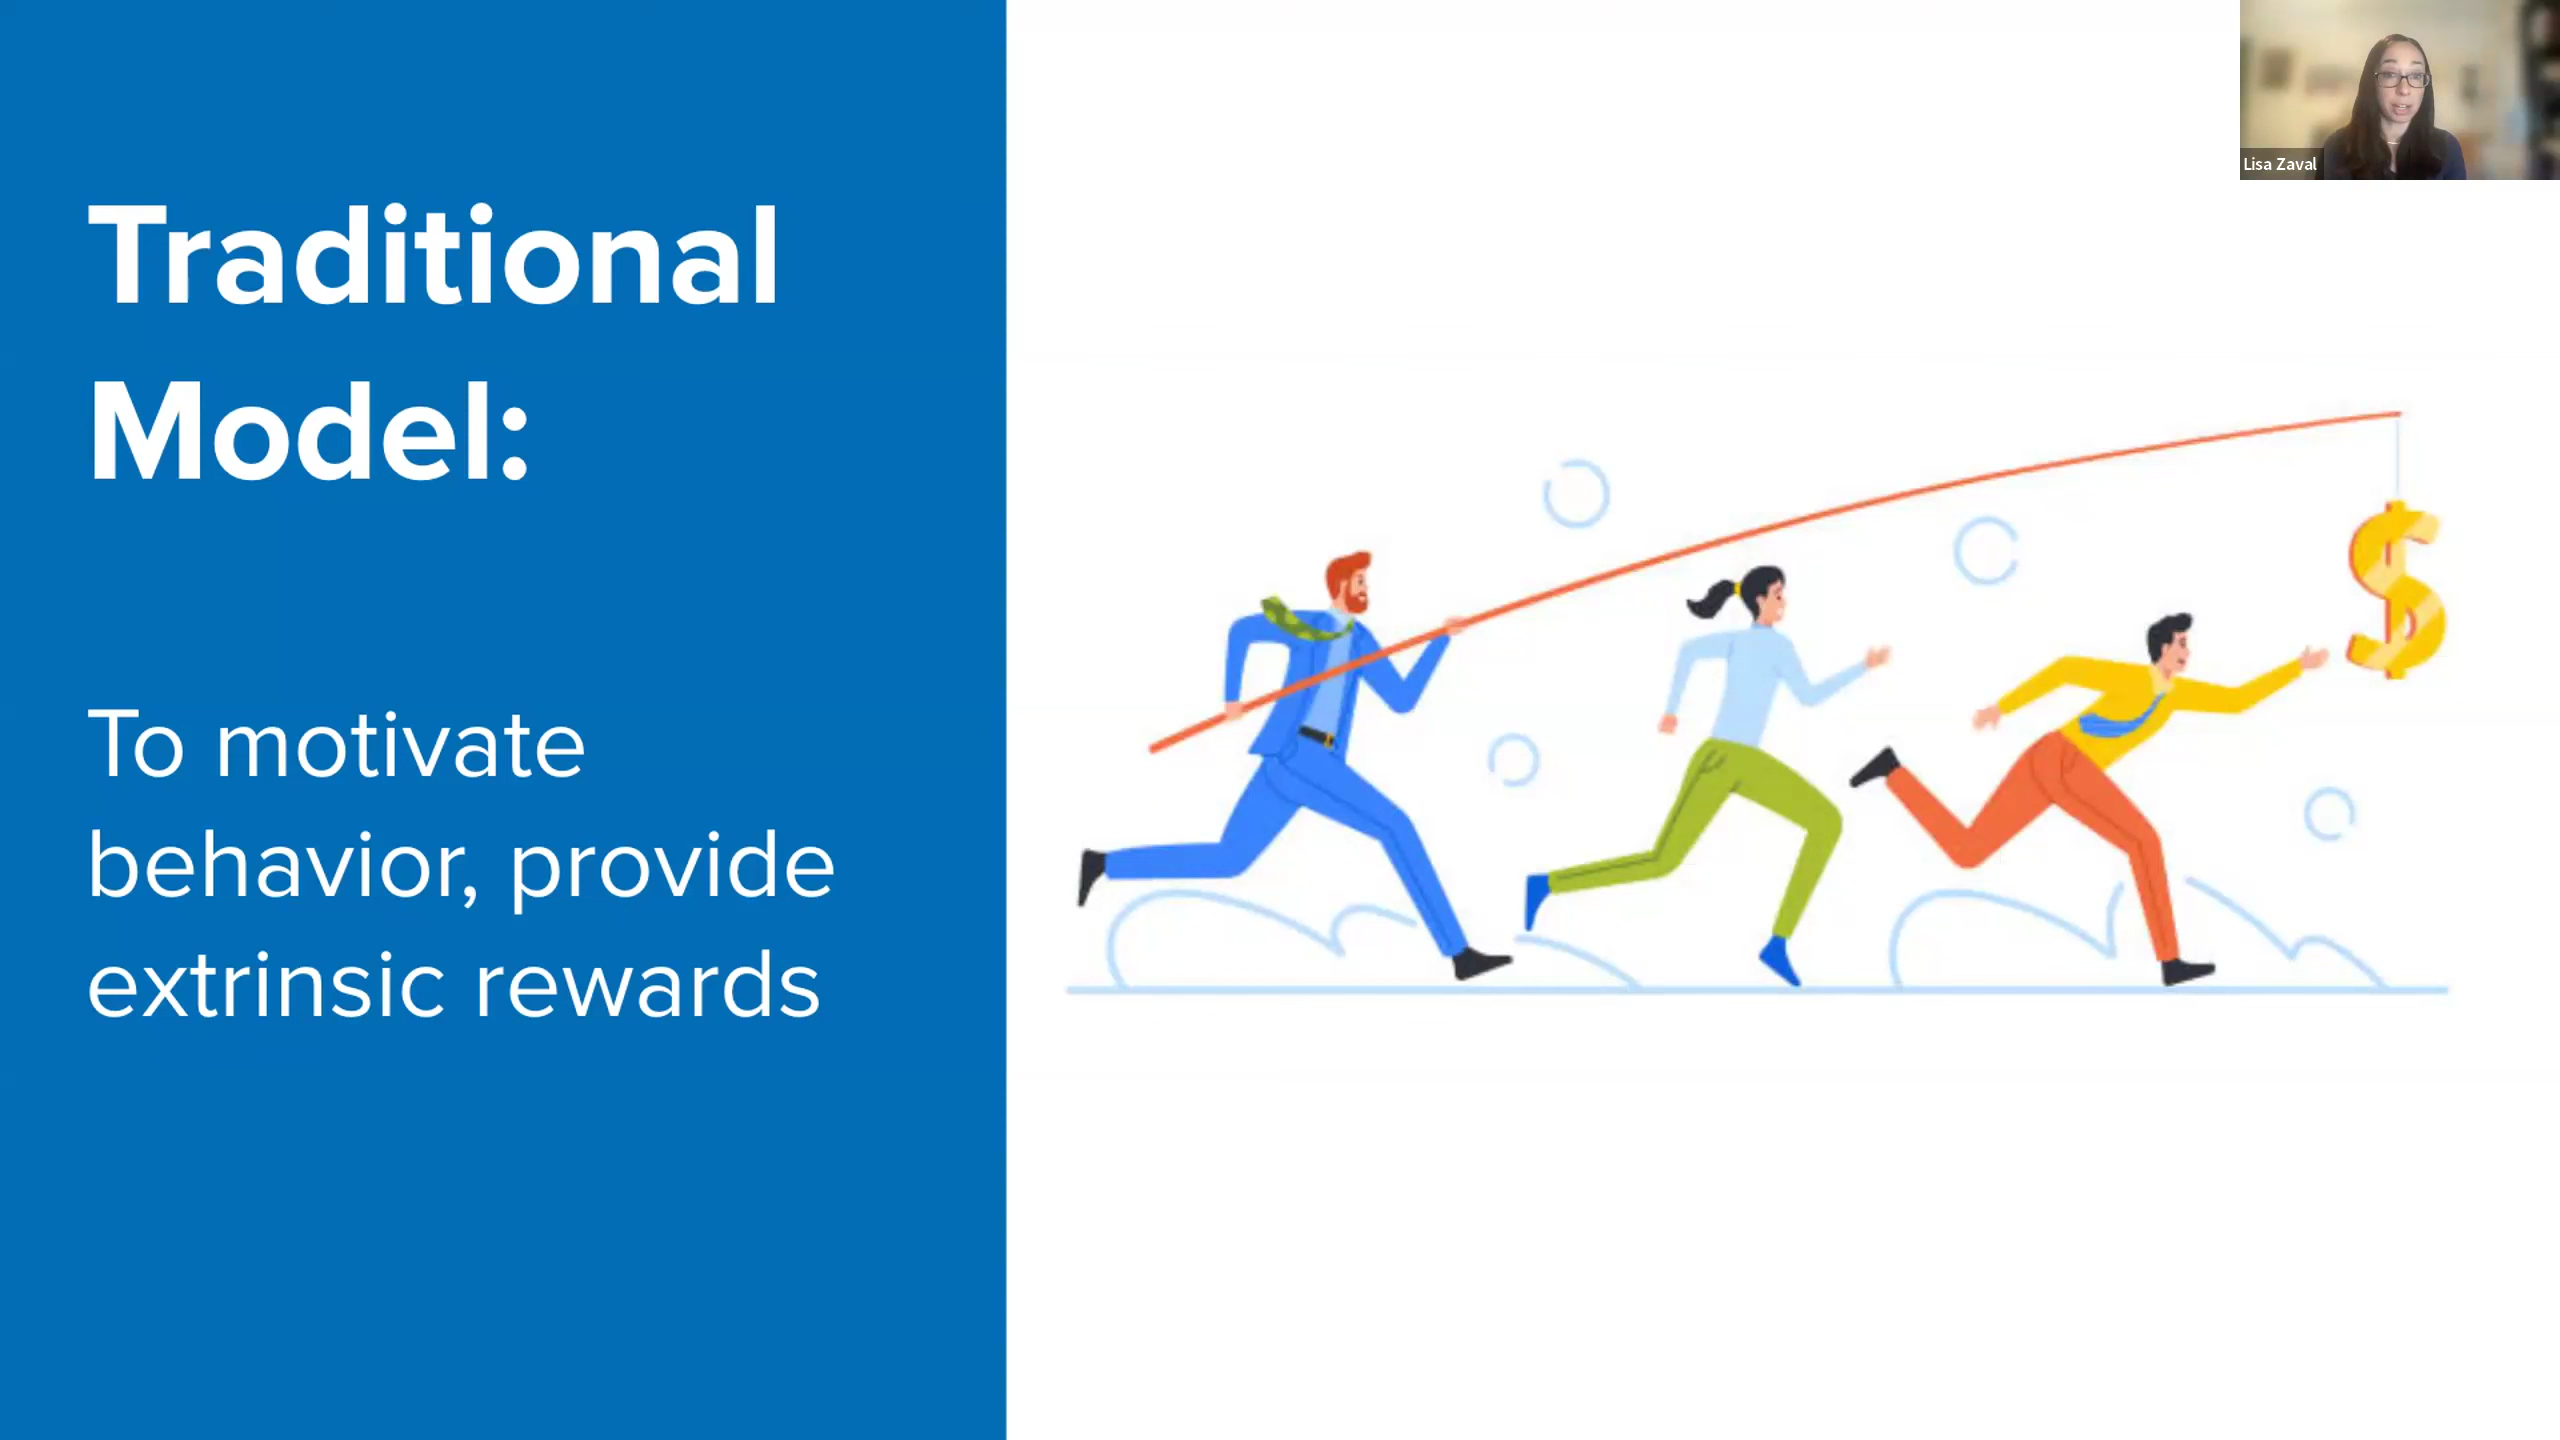 Traditional
Model:
To motivate
behavior, provide
extrinsic rewards
$
Lisa Zaval